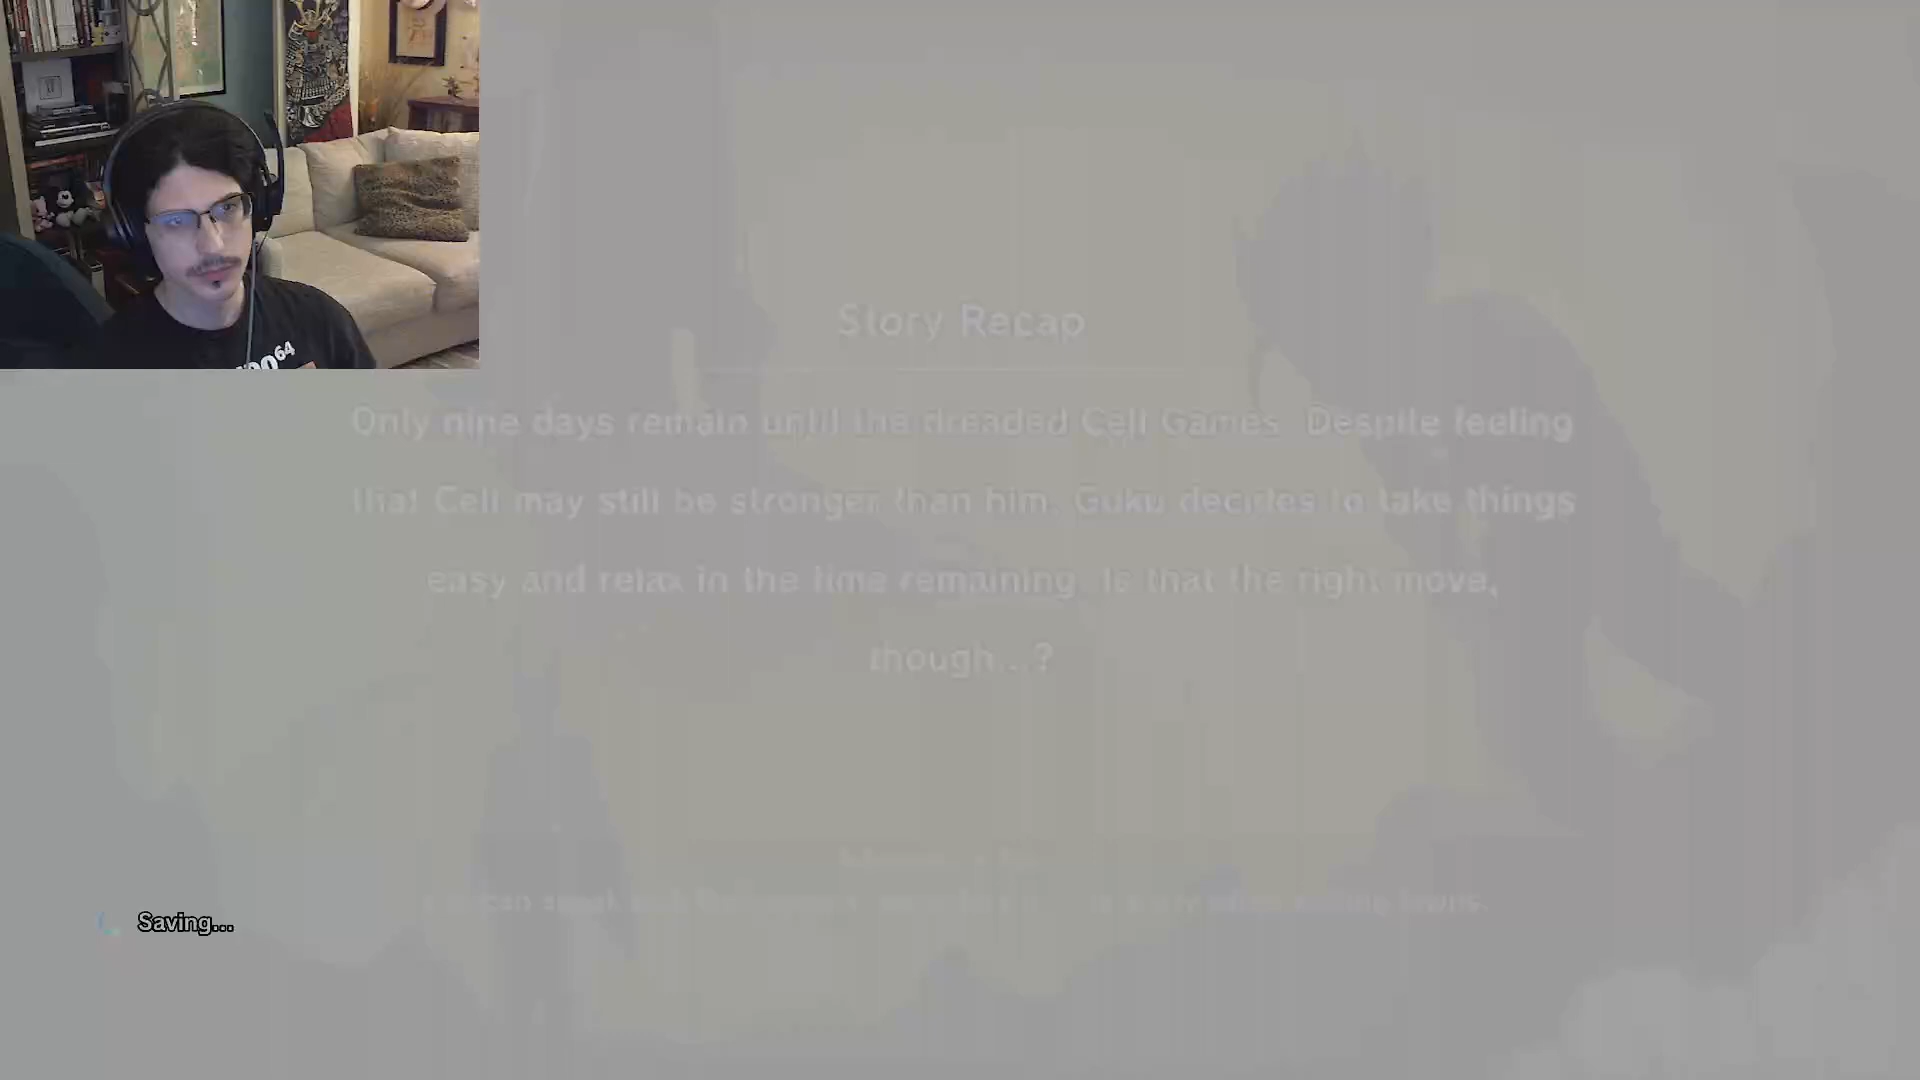 64
Story Recap
Only nine days remain until the dreaded Cell Games. Despite feeling
that Cell may still be stronger than him, Goku decides to take things
easy and relax in the time remaining. Is that the right move,
though...?
can
Saving...